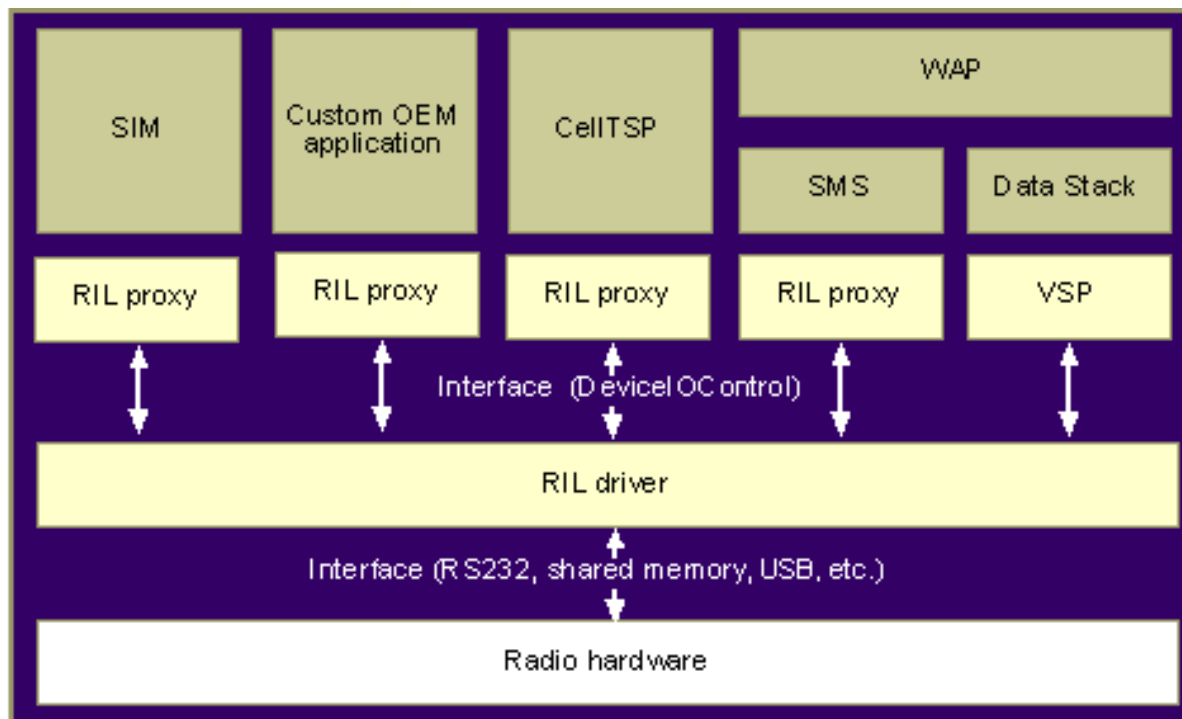 SIM
Custom OEM
application
CellTSP
WAP
SMS
Data Stack
RIL proxy
RIL proxy
RIL proxy
RIL proxy
VSP
Interface (DeviceIOControl)
RIL driver
Interface (RS232, shared memory, USB, etc.)
Radio hardware